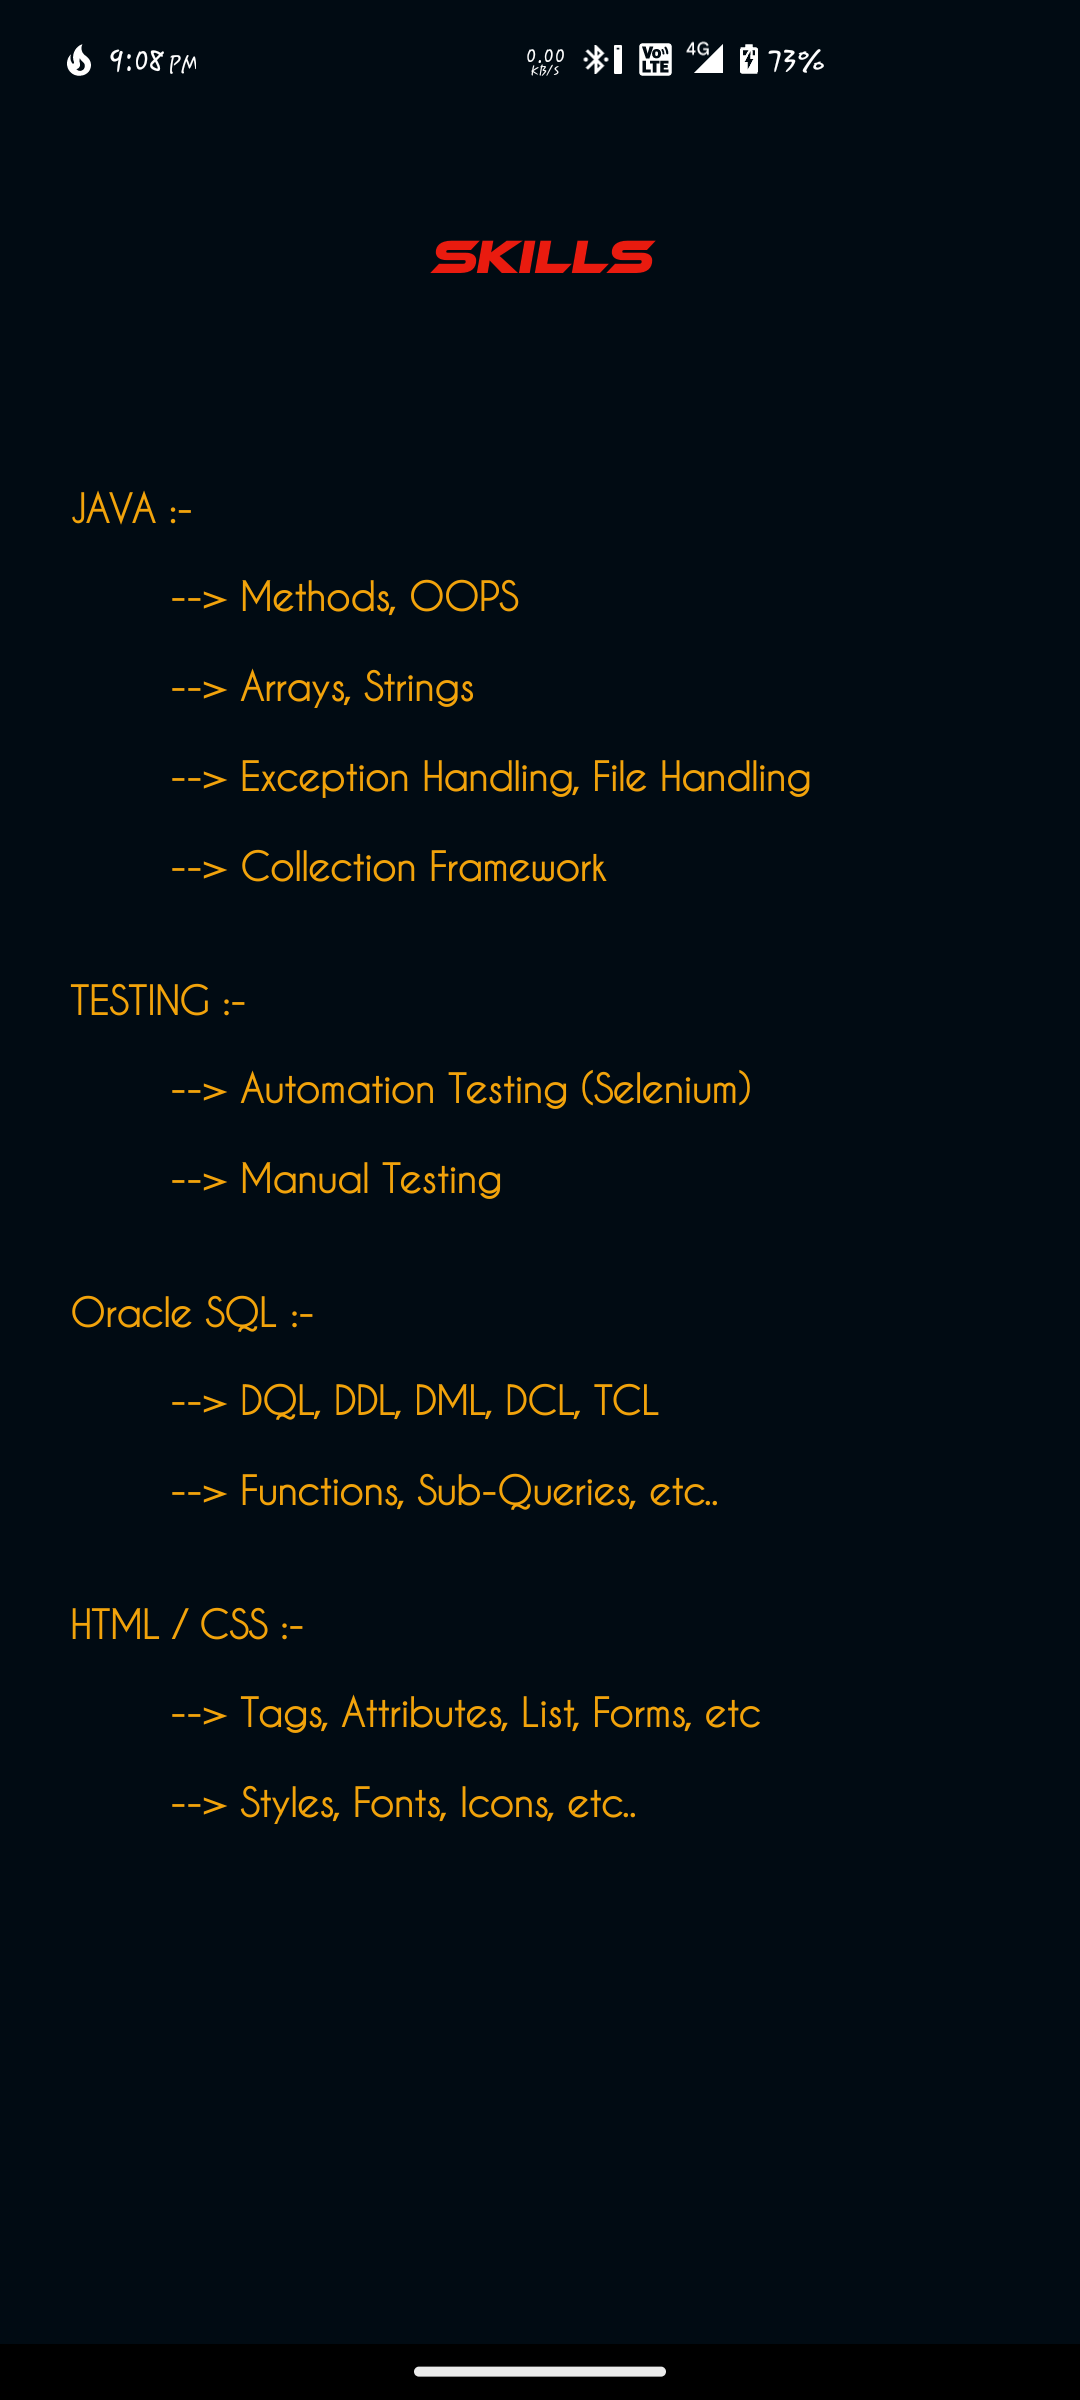 9:08 PM 0.00 KB/S VoLTE 4G 73%
SKILLS
JAVA :-
--> Methods, OOPS
--> Arrays, Strings
--> Exception Handling, File Handling
--> Collection Framework
TESTING :-
--> Automation Testing (Selenium)
--> Manual Testing
Oracle SQL :-
--> DQL, DDL, DML, DCL, TCL
--> Functions, Sub-Queries, etc..
HTML / CSS :-
--> Tags, Attributes, List, Forms, etc
--> Styles, Fonts, Icons, etc..